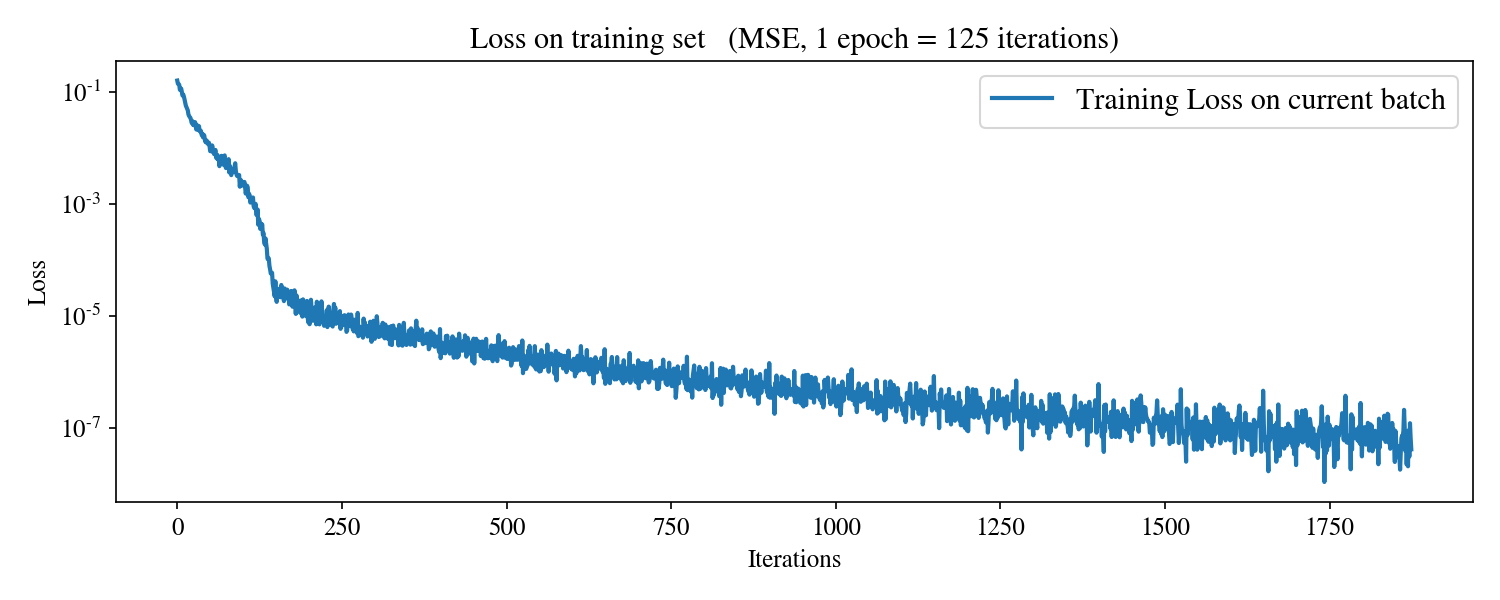 Loss on training set   (MSE, 1 epoch = 125 iterations)
Training Loss on current batch
Loss
10-1
10-3
10-5
10-7
0 250 500 750 1000 1250 1500 1750
Iterations